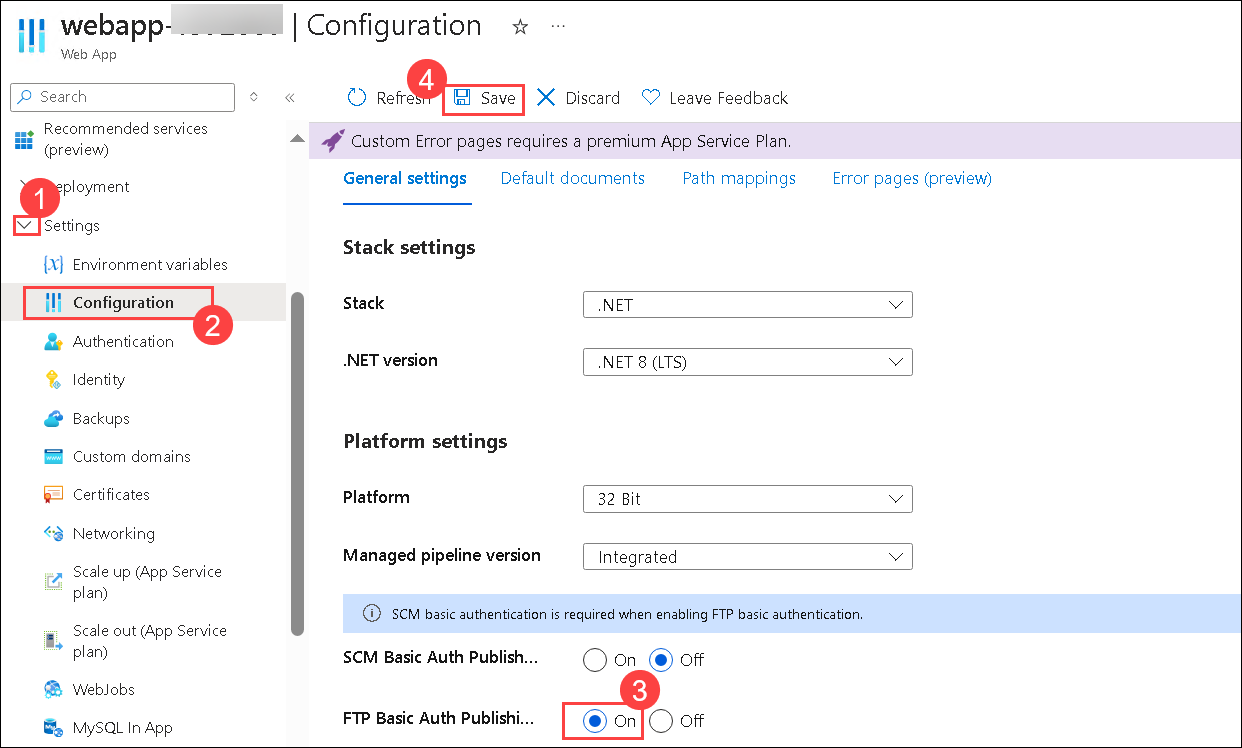 webapp- | Configuration
Web App
Search
Refresh
4
Save
Discard
Leave Feedback
Recommended services
(preview)
eployment
1
Settings
Environment variables
Configuration
2
Authentication
Identity
Backups
Custom domains
Certificates
Networking
Scale up (App Service
plan)
Scale out (App Service
plan)
WebJobs
MySQL In App
Custom Error pages requires a premium App Service Plan.
General settings
Default documents
Path mappings
Error pages (preview)
Stack settings
Stack
.NET
.NET version
.NET 8 (LTS)
Platform settings
Platform
32 Bit
Managed pipeline version
Integrated
SCM basic authentication is required when enabling FTP basic authentication.
SCM Basic Auth Publish...
On
Off
3
FTP Basic Auth Publishi...
On
Off